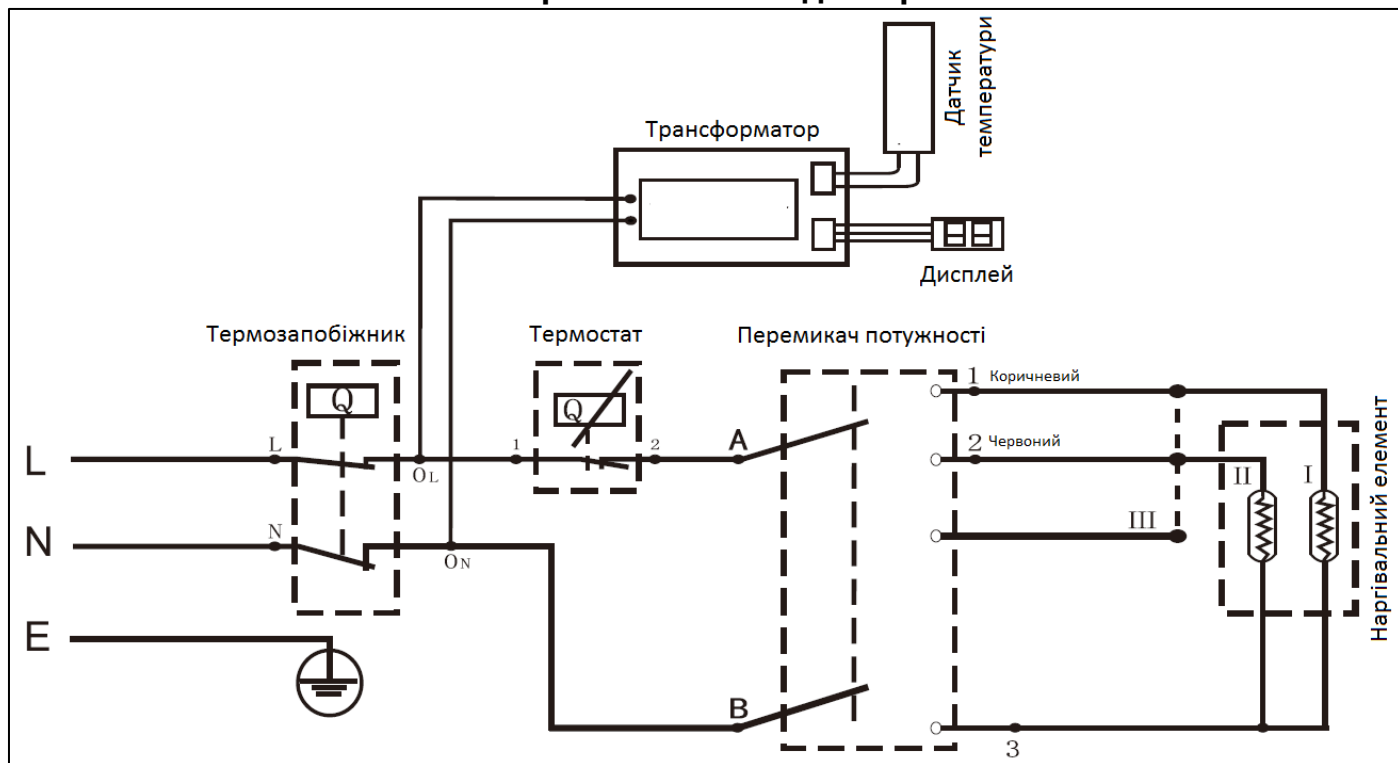 Датчик
температури
Трансформатор
Дисплей
Термозапобіжник
Термостат
Перемикач потужності
Q
Q
1 Коричневий
L
L
OL
1
2
A
2 Червоний
II
I
Наргівальний елемент
III
N
N
ON
E
B
3